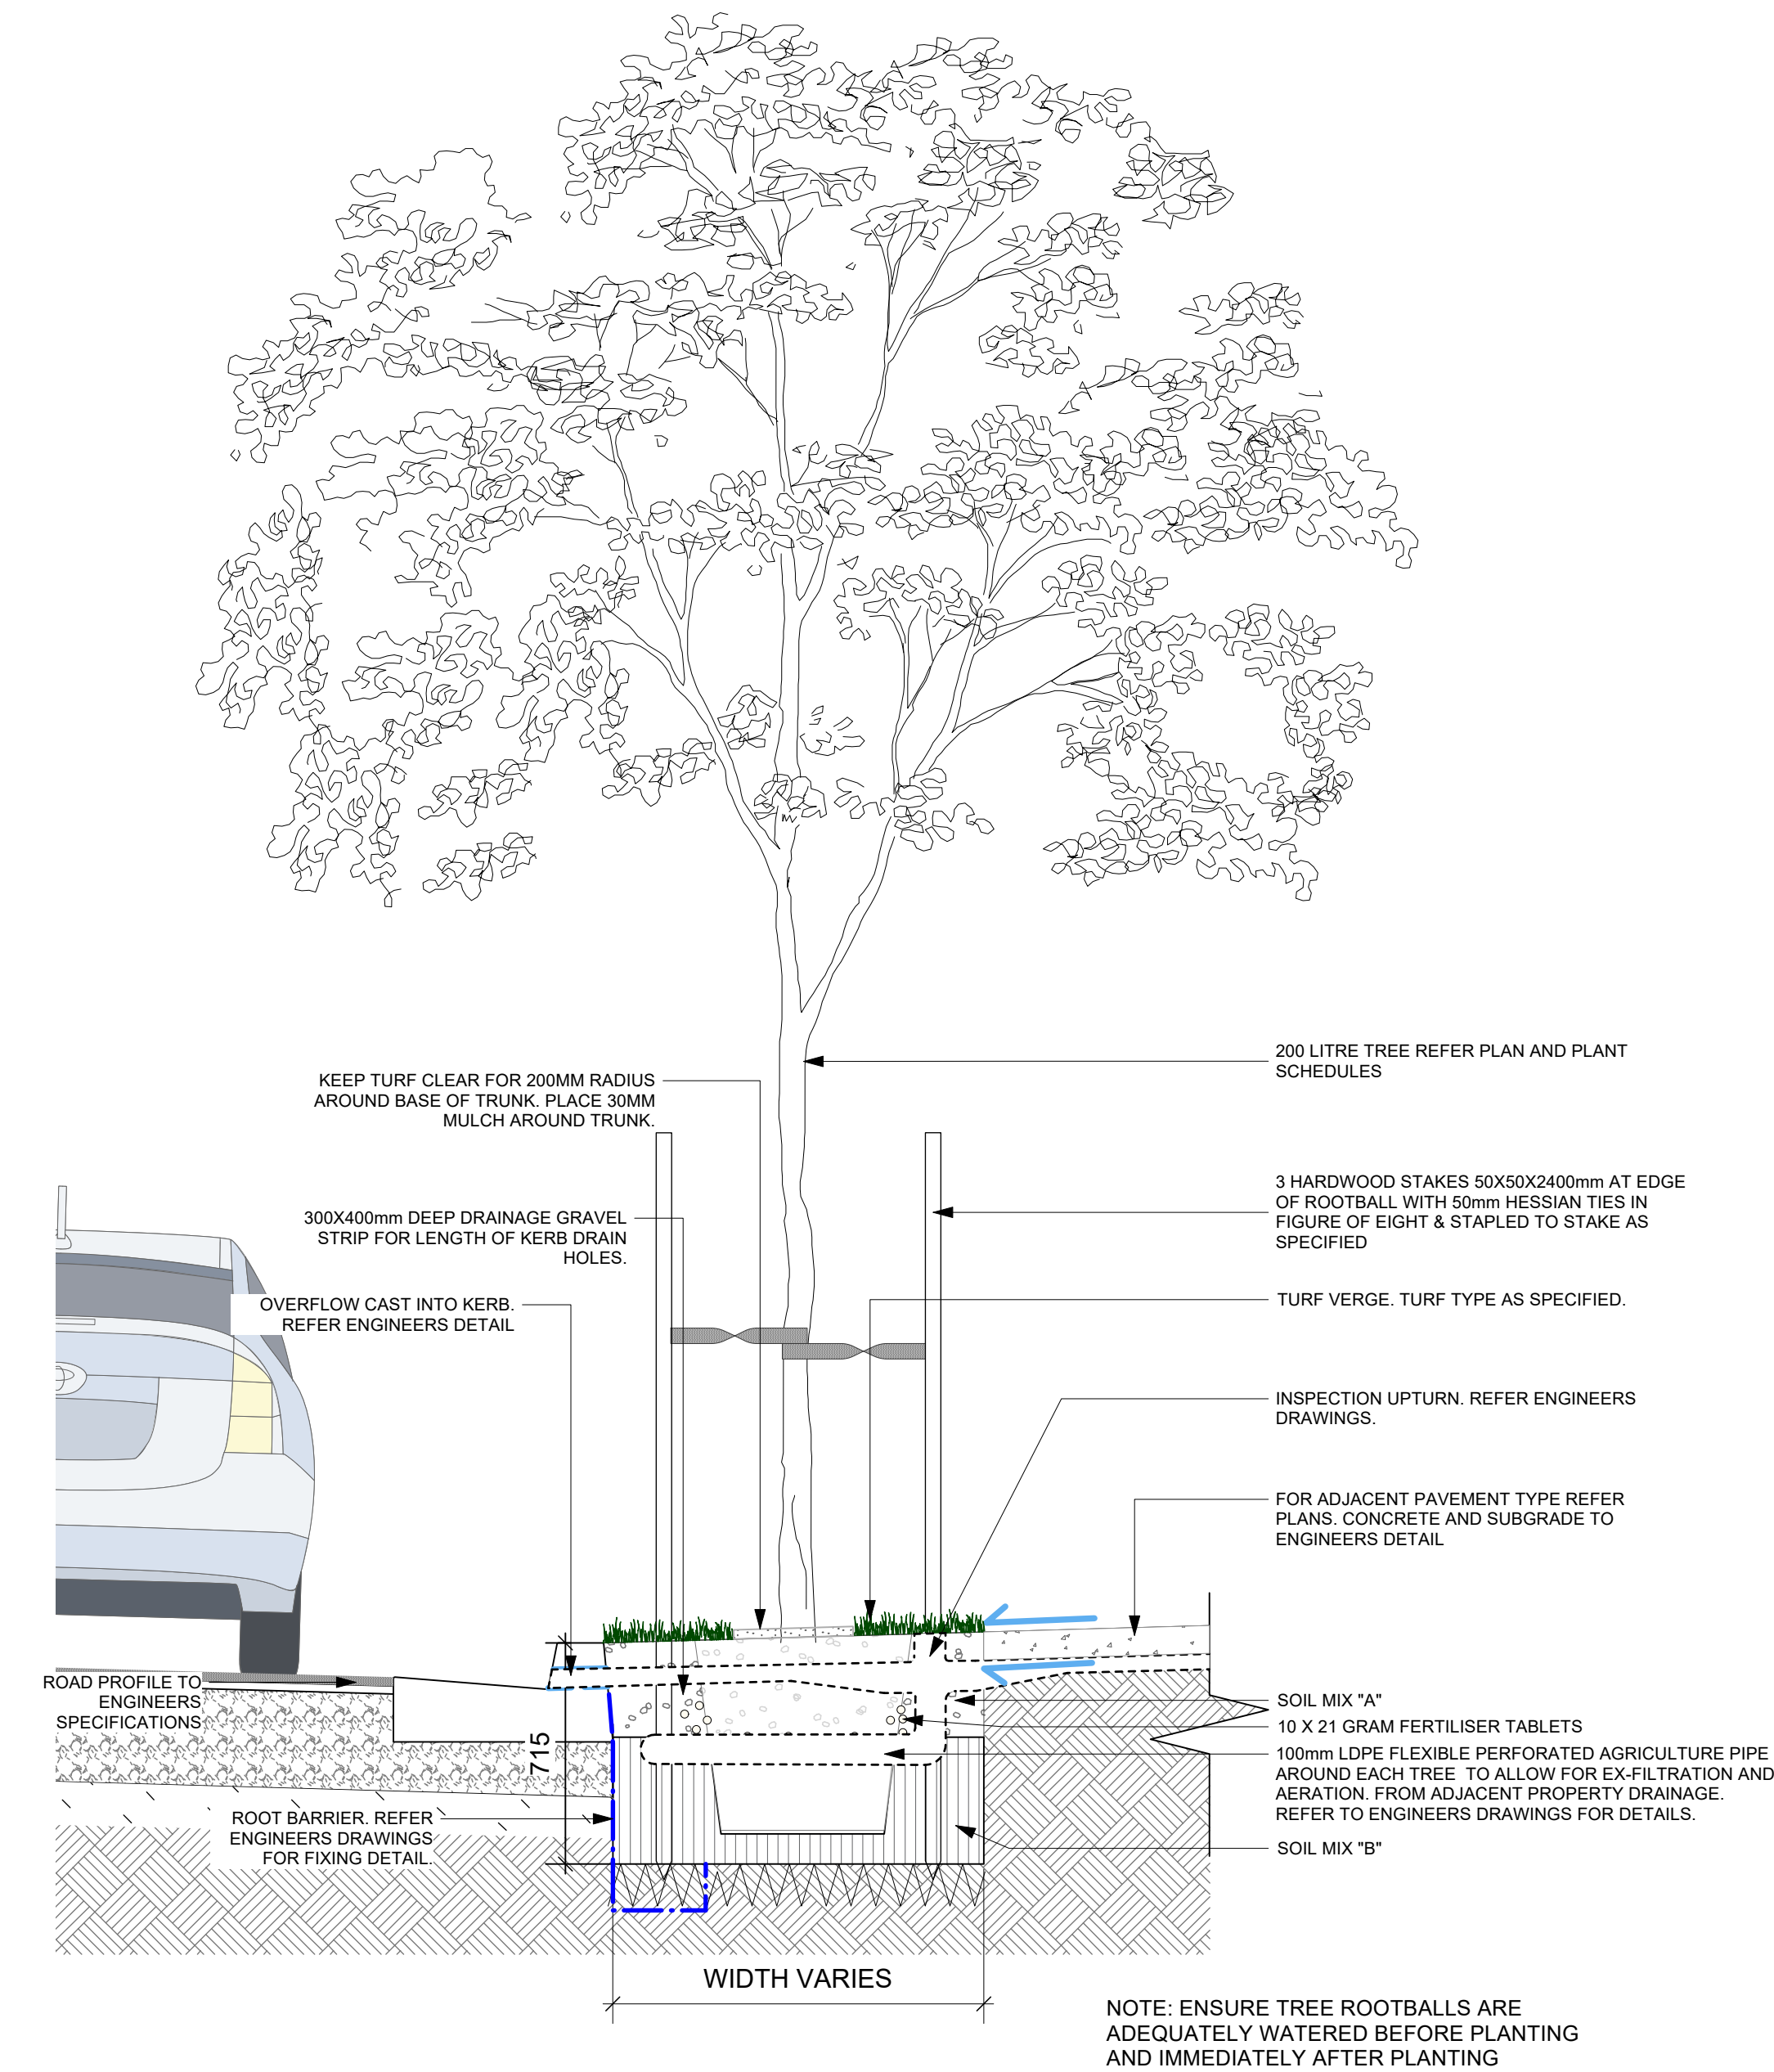 200 LITRE TREE REFER PLAN AND PLANT
SCHEDULES
KEEP TURF CLEAR FOR 200MM RADIUS
AROUND BASE OF TRUNK. PLACE 30MM
MULCH AROUND TRUNK.
3 HARDWOOD STAKES 50X50X2400mm AT EDGE
OF ROOTBALL WITH 50mm HESSIAN TIES IN
FIGURE OF EIGHT & STAPLED TO STAKE AS
SPECIFIED
300X400mm DEEP DRAINAGE GRAVEL
STRIP FOR LENGTH OF KERB DRAIN
HOLES.
OVERFLOW CAST INTO KERB.
REFER ENGINEERS DETAIL
TURF VERGE. TURF TYPE AS SPECIFIED.
INSPECTION UPTURN. REFER ENGINEERS
DRAWINGS.
FOR ADJACENT PAVEMENT TYPE REFER
PLANS. CONCRETE AND SUBGRADE TO
ENGINEERS DETAIL
ROAD PROFILE TO
ENGINEERS
SPECIFICATIONS
SOIL MIX "A"
10 X 21 GRAM FERTILISER TABLETS
715
100mm LDPE FLEXIBLE PERFORATED AGRICULTURE PIPE
AROUND EACH TREE TO ALLOW FOR EX-FILTRATION AND
AERATION. FROM ADJACENT PROPERTY DRAINAGE.
REFER TO ENGINEERS DRAWINGS FOR DETAILS.
ROOT BARRIER. REFER
ENGINEERS DRAWINGS
FOR FIXING DETAIL.
SOIL MIX "B"
WIDTH VARIES
NOTE: ENSURE TREE ROOTBALLS ARE
ADEQUATELY WATERED BEFORE PLANTING
AND IMMEDIATELY AFTER PLANTING